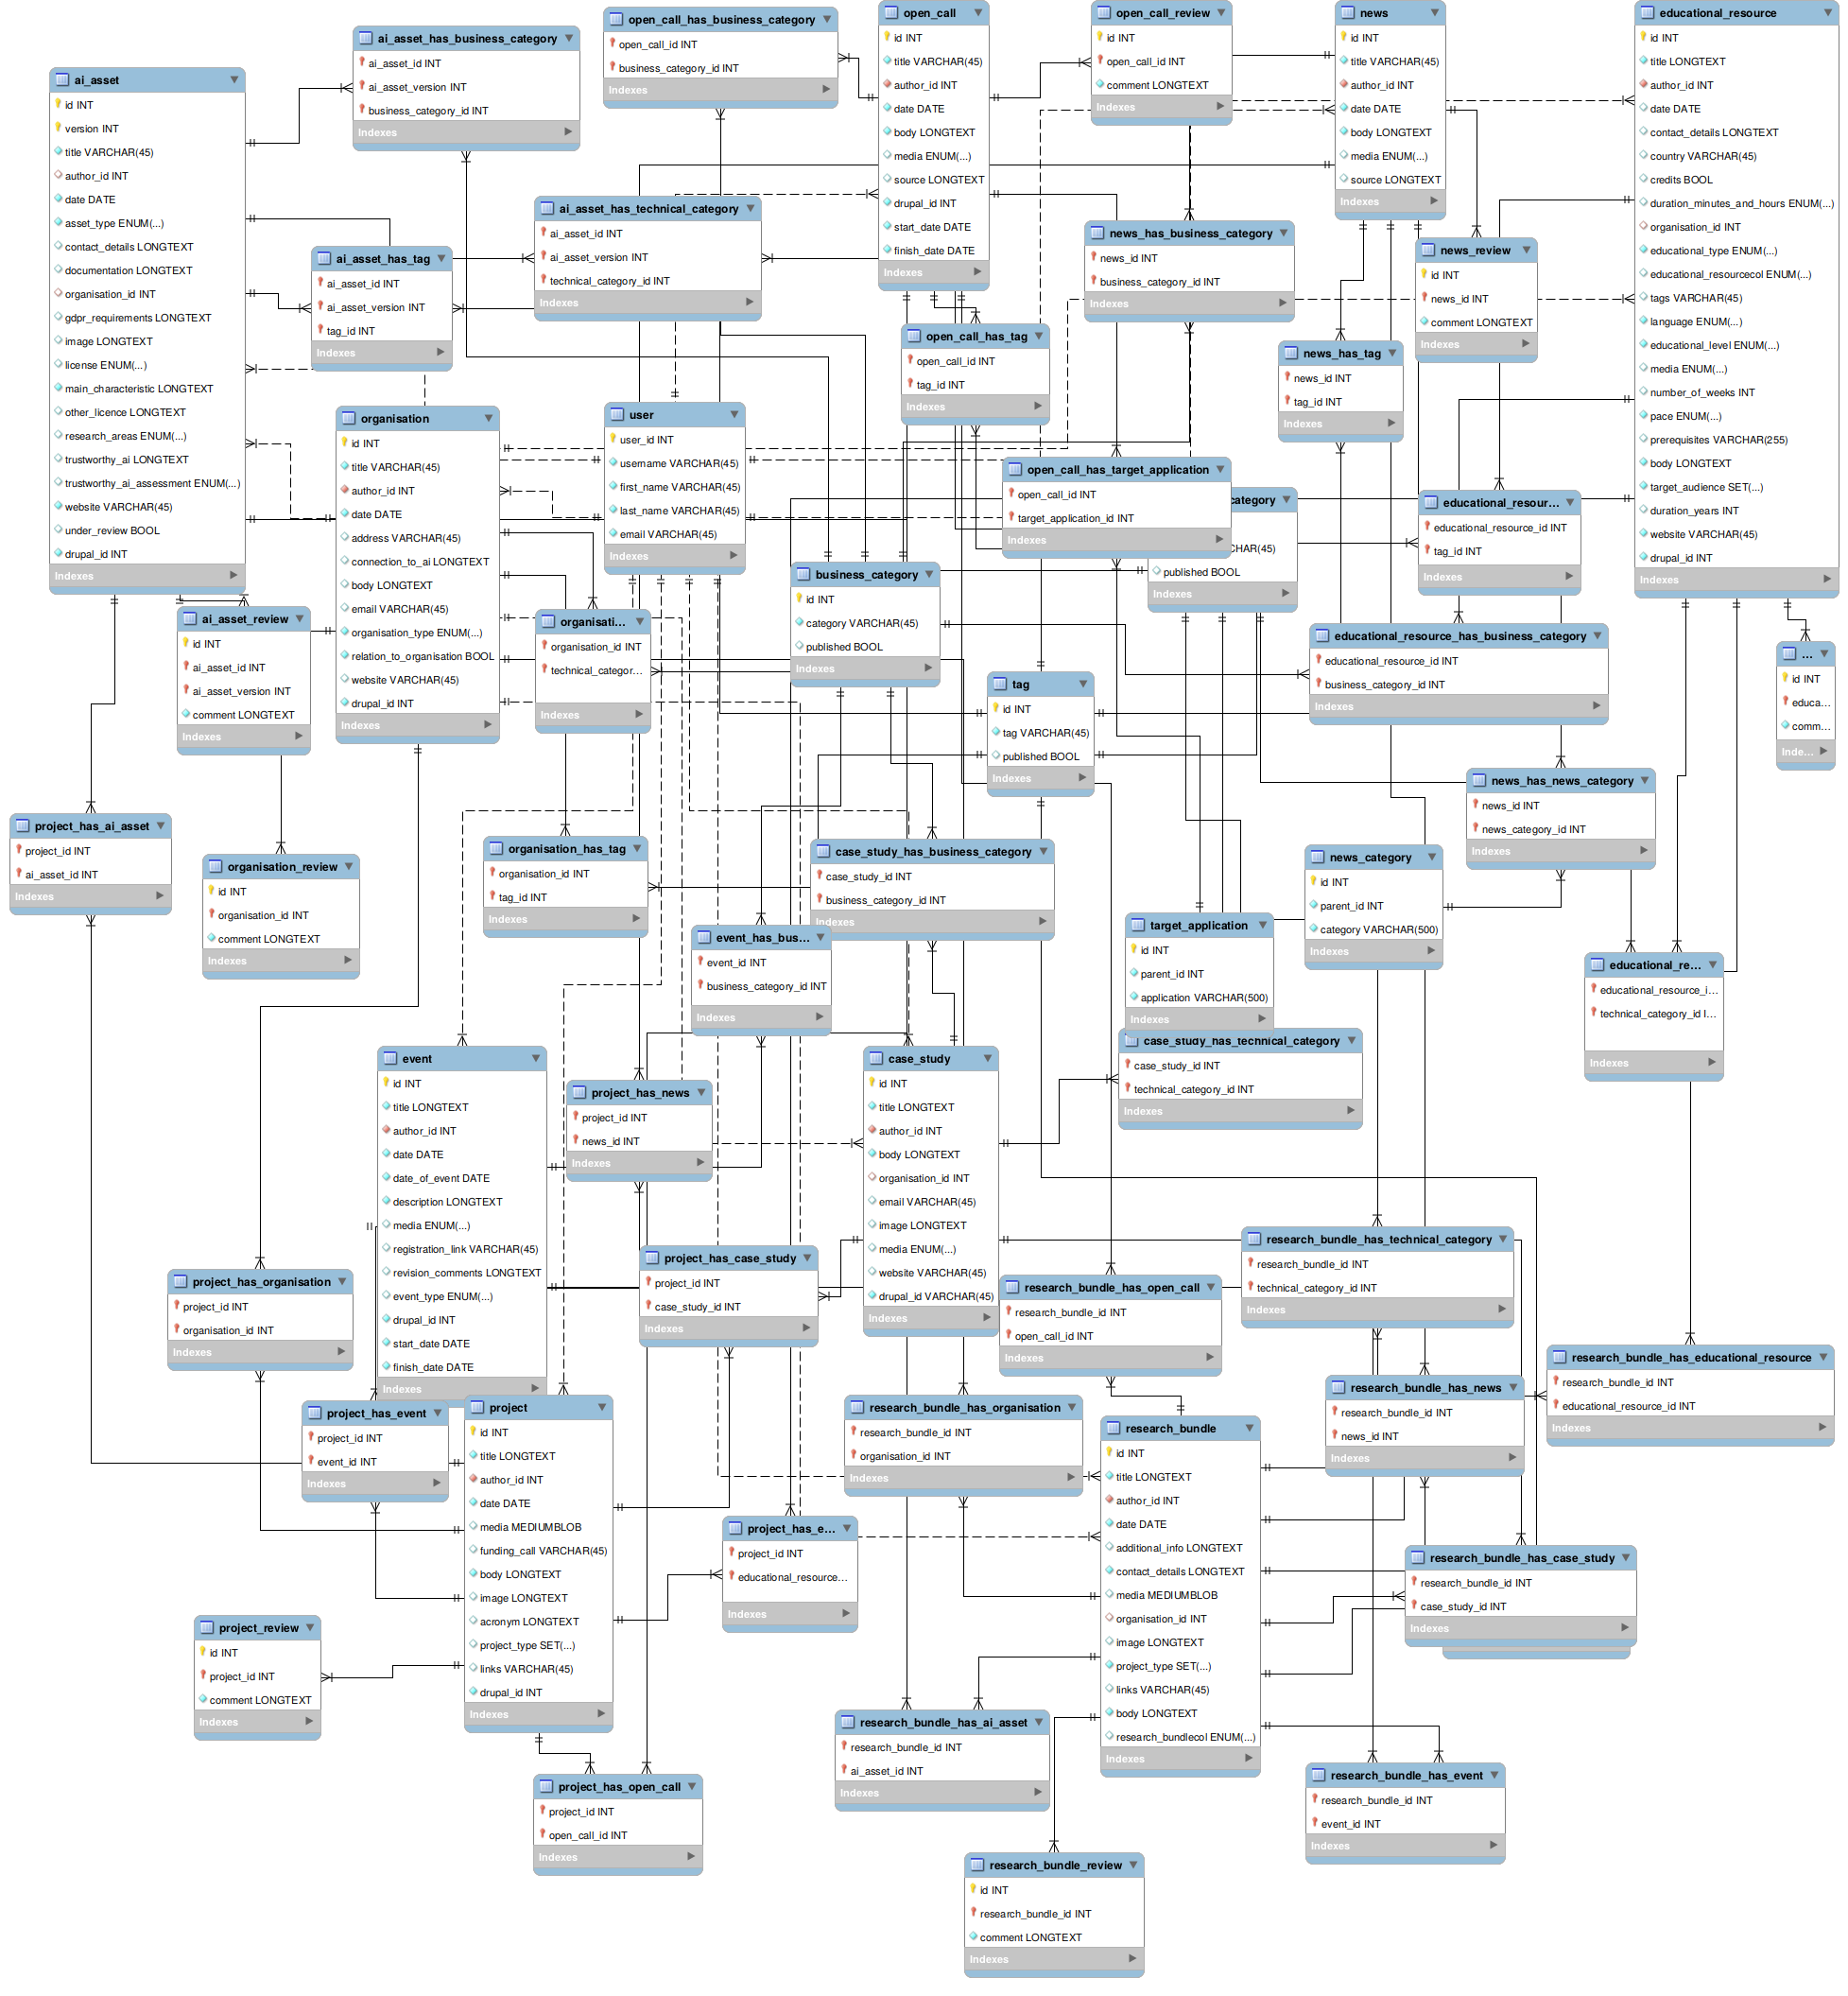 ai_asset
id INT
version INT
title VARCHAR(45)
author_id INT
date DATE
asset_type ENUM(...)
contact_details LONGTEXT
documentation LONGTEXT
organisation_id INT
gdpr_requirements LONGTEXT
image LONGTEXT
license ENUM(...)
main_characteristic LONGTEXT
other_licence LONGTEXT
research_areas ENUM(...)
trustworthy_ai LONGTEXT
trustworthy_ai_assessment ENUM(...)
website VARCHAR(45)
under_review BOOL
drupal_id INT
Indexes
ai_asset_has_business_category
ai_asset_id INT
ai_asset_version INT
business_category_id INT
Indexes
open_call_has_business_category
open_call_id INT
business_category_id INT
Indexes
open_call
id INT
title VARCHAR(45)
author_id INT
date DATE
body LONGTEXT
media ENUM(...)
source LONGTEXT
drupal_id INT
start_date DATE
finish_date DATE
Indexes
open_call_review
id INT
open_call_id INT
comment LONGTEXT
Indexes
news
id INT
title VARCHAR(45)
author_id INT
date DATE
body LONGTEXT
media ENUM(...)
source LONGTEXT
Indexes
educational_resource
id INT
title LONGTEXT
author_id INT
date DATE
contact_details LONGTEXT
country VARCHAR(45)
credits BOOL
duration_minutes_and_hours ENUM(...)
organisation_id INT
educational_type ENUM(...)
educational_resourcecol ENUM(...)
tags VARCHAR(45)
language ENUM(...)
educational_level ENUM(...)
media ENUM(...)
number_of_weeks INT
pace ENUM(...)
prerequisites VARCHAR(255)
body LONGTEXT
target_audience SET(...)
duration_years INT
website VARCHAR(45)
drupal_id INT
Indexes
ai_asset_has_tag
ai_asset_id INT
ai_asset_version INT
tag_id INT
Indexes
ai_asset_has_technical_category
ai_asset_id INT
ai_asset_version INT
technical_category_id INT
Indexes
news_has_business_category
news_id INT
business_category_id INT
Indexes
news_review
id INT
news_id INT
comment LONGTEXT
Indexes
open_call_has_tag
open_call_id INT
tag_id INT
Indexes
news_has_tag
news_id INT
tag_id INT
Indexes
organisation
id INT
title VARCHAR(45)
author_id INT
date DATE
address VARCHAR(45)
connection_to_ai LONGTEXT
body LONGTEXT
email VARCHAR(45)
organisation_type ENUM(...)
relation_to_organisation BOOL
website VARCHAR(45)
drupal_id INT
Indexes
user
user_id INT
username VARCHAR(45)
first_name VARCHAR(45)
last_name VARCHAR(45)
email VARCHAR(45)
Indexes
open_call_has_target_application
open_call_id INT
target_application_id INT
Indexes
category
CHAR(45)
published BOOL
Indexes
educational_resour...
educational_resource_id INT
tag_id INT
Indexes
business_category
id INT
category VARCHAR(45)
published BOOL
Indexes
ai_asset_review
id INT
ai_asset_id INT
ai_asset_version INT
comment LONGTEXT
Indexes
organisati...
organisation_id INT
technical_categor...
Indexes
educational_resource_has_business_category
educational_resource_id INT
business_category_id INT
Indexes
...
id INT
educa...
comm...
Inde...
tag
id INT
tag VARCHAR(45)
published BOOL
Indexes
news_has_news_category
news_id INT
news_category_id INT
Indexes
project_has_ai_asset
project_id INT
ai_asset_id INT
Indexes
organisation_review
id INT
organisation_id INT
comment LONGTEXT
Indexes
organisation_has_tag
organisation_id INT
tag_id INT
Indexes
case_study_has_business_category
case_study_id INT
business_category_id INT
Indexes
news_category
id INT
parent_id INT
category VARCHAR(500)
Indexes
event_has_bus...
event_id INT
business_category_id INT
Indexes
target_application
id INT
parent_id INT
application VARCHAR(500)
Indexes
educational_re...
educational_resource_i...
technical_category_id I...
Indexes
case_study_has_technical_category
case_study_id INT
technical_category_id INT
Indexes
event
id INT
title LONGTEXT
author_id INT
date DATE
date_of_event DATE
description LONGTEXT
media ENUM(...)
registration_link VARCHAR(45)
revision_comments LONGTEXT
event_type ENUM(...)
drupal_id INT
start_date DATE
finish_date DATE
Indexes
project_has_news
project_id INT
news_id INT
Indexes
case_study
id INT
title LONGTEXT
author_id INT
body LONGTEXT
organisation_id INT
email VARCHAR(45)
image LONGTEXT
media ENUM(...)
website VARCHAR(45)
drupal_id VARCHAR(45)
Indexes
project_has_case_study
project_id INT
case_study_id INT
Indexes
research_bundle_has_technical_category
research_bundle_id INT
technical_category_id INT
Indexes
project_has_organisation
project_id INT
organisation_id INT
Indexes
research_bundle_has_open_call
research_bundle_id INT
open_call_id INT
Indexes
research_bundle_has_educational_resource
research_bundle_id INT
educational_resource_id INT
Indexes
research_bundle_has_news
research_bundle_id INT
news_id INT
Indexes
project_has_event
project_id INT
event_id INT
Indexes
project
id INT
title LONGTEXT
author_id INT
date DATE
media MEDIUMBLOB
funding_call VARCHAR(45)
body LONGTEXT
image LONGTEXT
acronym LONGTEXT
project_type SET(...)
links VARCHAR(45)
drupal_id INT
Indexes
research_bundle_has_organisation
research_bundle_id INT
organisation_id INT
Indexes
research_bundle
id INT
title LONGTEXT
author_id INT
date DATE
additional_info LONGTEXT
contact_details LONGTEXT
media MEDIUMBLOB
organisation_id INT
image LONGTEXT
project_type SET(...)
links VARCHAR(45)
body LONGTEXT
research_bundlecol ENUM(...)
Indexes
project_has_e...
project_id INT
educational_resource...
Indexes
research_bundle_has_case_study
research_bundle_id INT
case_study_id INT
Indexes
project_review
id INT
project_id INT
comment LONGTEXT
Indexes
research_bundle_has_ai_asset
research_bundle_id INT
ai_asset_id INT
Indexes
project_has_open_call
project_id INT
open_call_id INT
Indexes
research_bundle_has_event
research_bundle_id INT
event_id INT
Indexes
research_bundle_review
id INT
research_bundle_id INT
comment LONGTEXT
Indexes